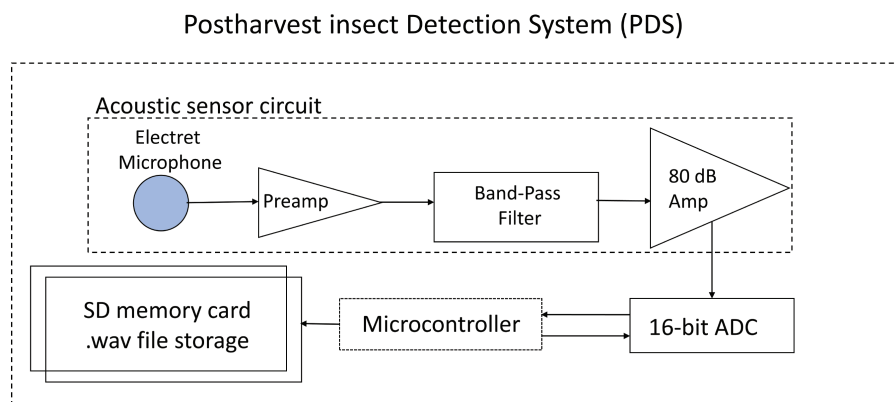 Postharvest insect Detection System (PDS)
Acoustic sensor circuit
Electret
Microphone
Preamp
Band-Pass
Filter
80 dB
Amp
SD memory card
.wav file storage
Microcontroller
16-bit ADC